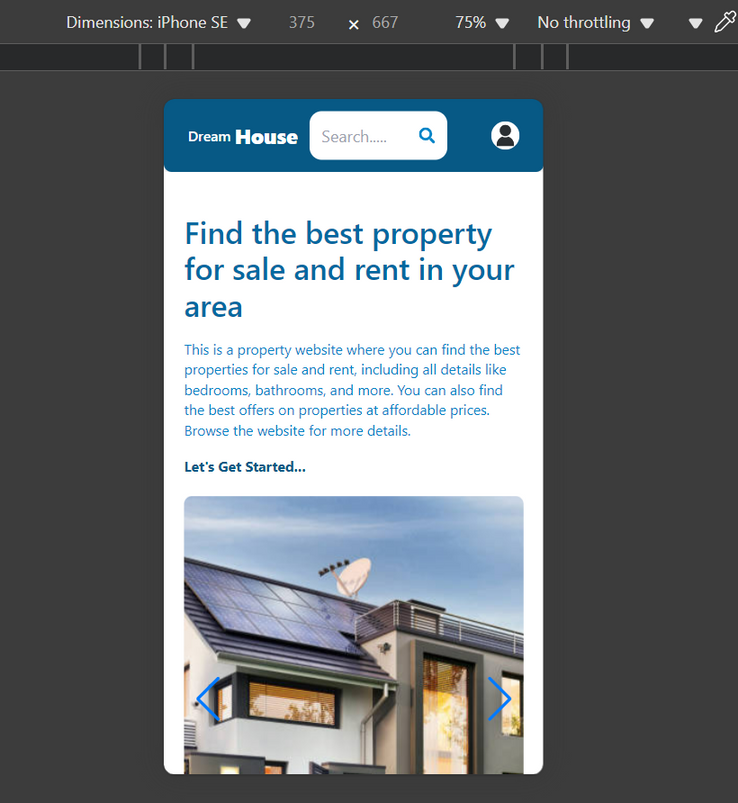 Dimensions: iPhone SE 375 × 667 75% No throttling
Dream House Search.....
Find the best property
for sale and rent in your
area
This is a property website where you can find the best
properties for sale and rent, including all details like
bedrooms, bathrooms, and more. You can also find
the best offers on properties at affordable prices.
Browse the website for more details.
Let's Get Started...